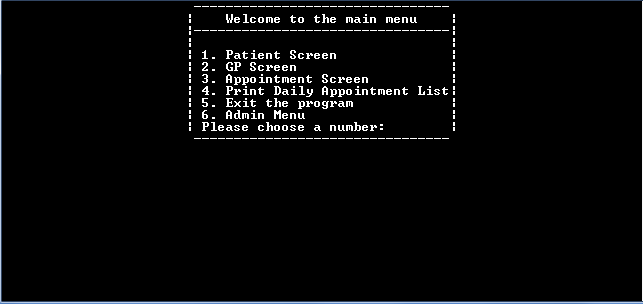 Welcome to the main menu
1. Patient Screen
2. GP Screen
3. Appointment Screen
4. Print Daily Appointment List
5. Exit the program
6. Admin Menu
Please choose a number: